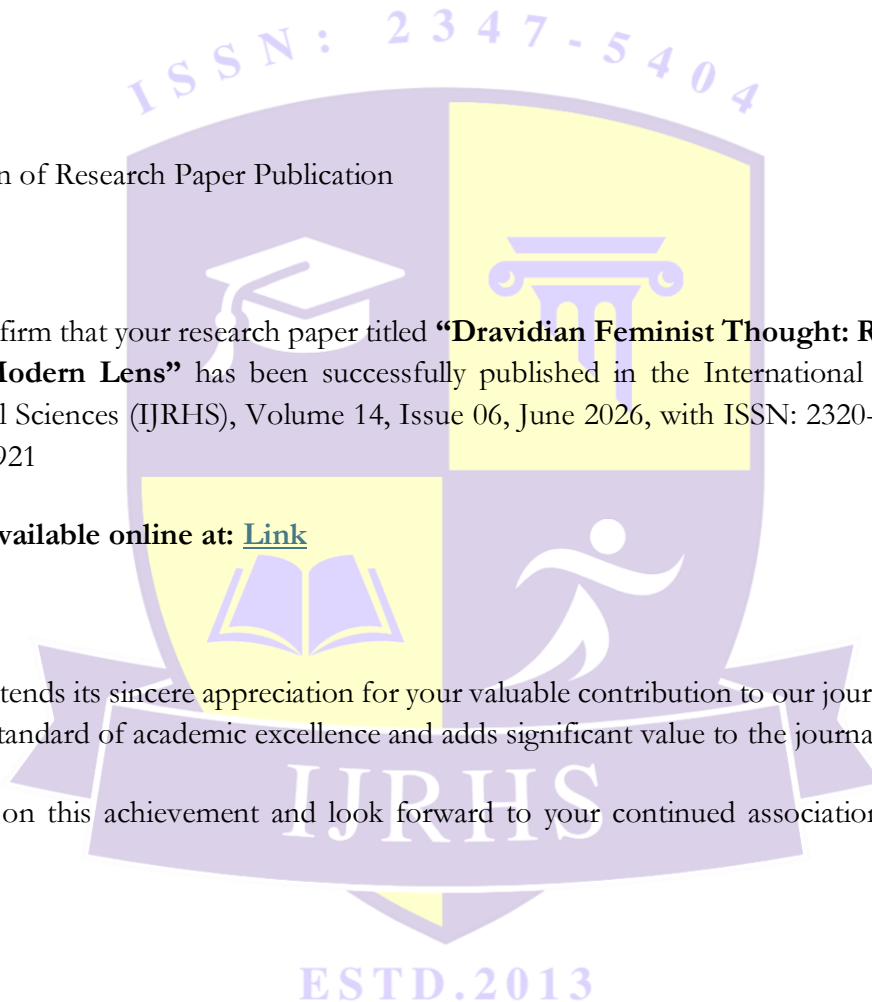 ISSN: 2347-5404
n of Research Paper Publication
firm that your research paper titled “Dravidian Feminist Thought: R
Modern Lens” has been successfully published in the International
l Sciences (IJRHS), Volume 14, Issue 06, June 2026, with ISSN: 2320-
921
vailable online at: Link
tends its sincere appreciation for your valuable contribution to our jour
tandard of academic excellence and adds significant value to the journa
IJRHS
on this achievement and look forward to your continued association
ESTD.2013